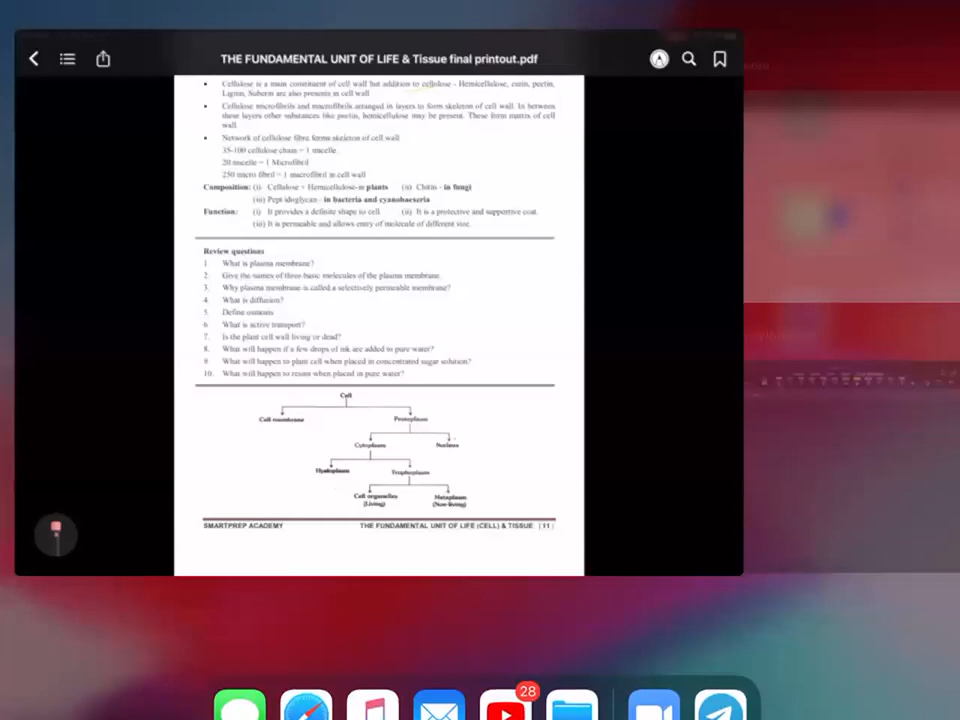 THE FUNDAMENTAL UNIT OF LIFE & Tissue final printout.pdf
• Cellulose is a main constituent of cell wall but addition to cellulose - Hemicellulose, cutin, pectin,
Lignin, Suberin are also presents in cell wall
• Cellulose microfibrils and macrofibrils arranged in layers to form skeleton of cell wall. In between
these layers other substances like pectin, hemicellulose may be present. These form matrix of cell
wall.
• Network of cellulose fibre forms skeleton of cell wall
35-100 cellulose chain = 1 micelle
20 micelle = 1 Microfibril
250 micro fibril = 1 macrofibril in cell wall
Composition: (i) Cellulose + Hemicellulose-in plants (ii) Chitin - in fungi
(iii) Pept idoglycan - in bacteria and cyanobacteria
Function: (i) It provides a definite shape to cell. (ii) It is a protective and supportive coat.
(iii) It is permeable and allows entry of molecule of different size.
Review questions
1 What is plasma membrane?
2. Give the names of three basic molecules of the plasma membrane.
3. Why plasma membrane is called a selectively permeable membrane?
4 What is diffusion?
5. Define osmosis
6 What is active transport?
7. Is the plant cell wall living or dead?
8. What will happen if a few drops of ink are added to pure water?
9 What will happen to plant cell when placed in concentrated sugar solution?
10. What will happen to resins when placed in pure water?
Cell
Cell membrane Protoplasm
Cytoplasm Nucleus
Hyaloplasm Trophoplasm
Cell organelles Metaplasm
(Living) (Non-living)
SMARTPREP ACADEMY THE FUNDAMENTAL UNIT OF LIFE (CELL) & TISSUE | 11 |
28